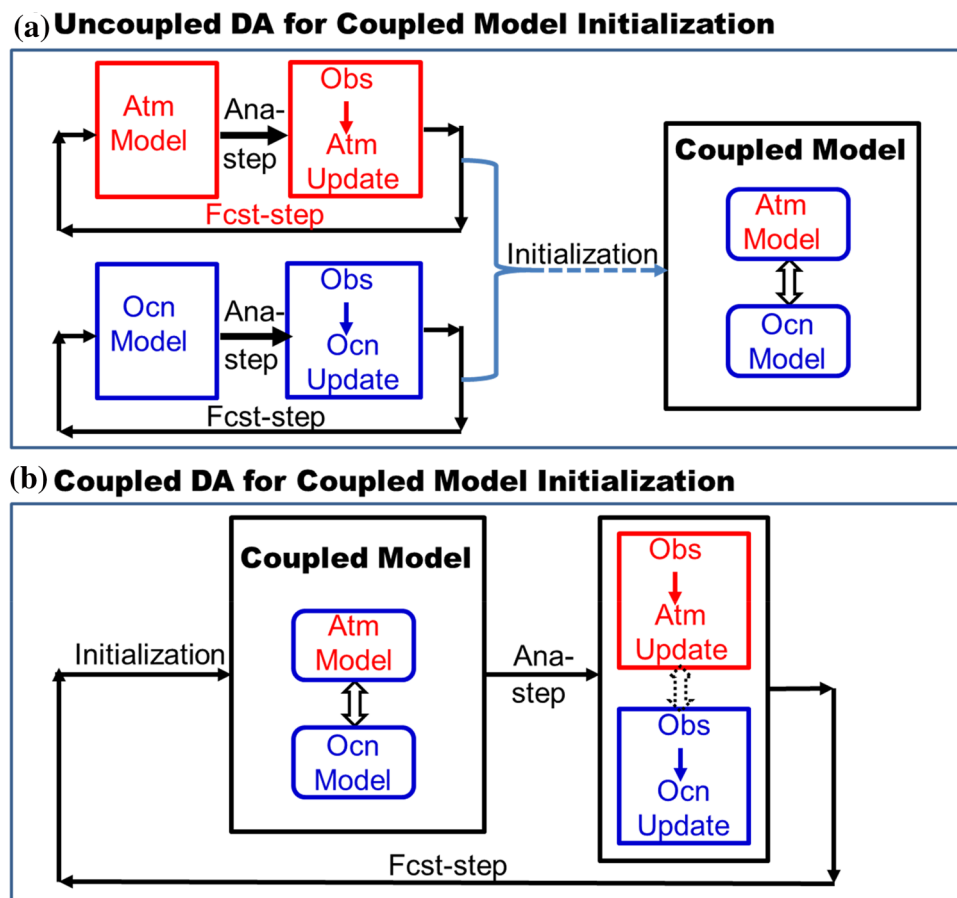 (a) Uncoupled DA for Coupled Model Initialization
Atm
Model
Ana-
step
Obs
Atm
Update
Fcst-step
Ocn
Model
Ana-
step
Obs
Ocn
Update
Fcst-step
Initialization
Coupled Model
Atm
Model
Ocn
Model
(b) Coupled DA for Coupled Model Initialization
Initialization
Coupled Model
Atm
Model
Ocn
Model
Ana-
step
Obs
Atm
Update
Obs
Ocn
Update
Fcst-step